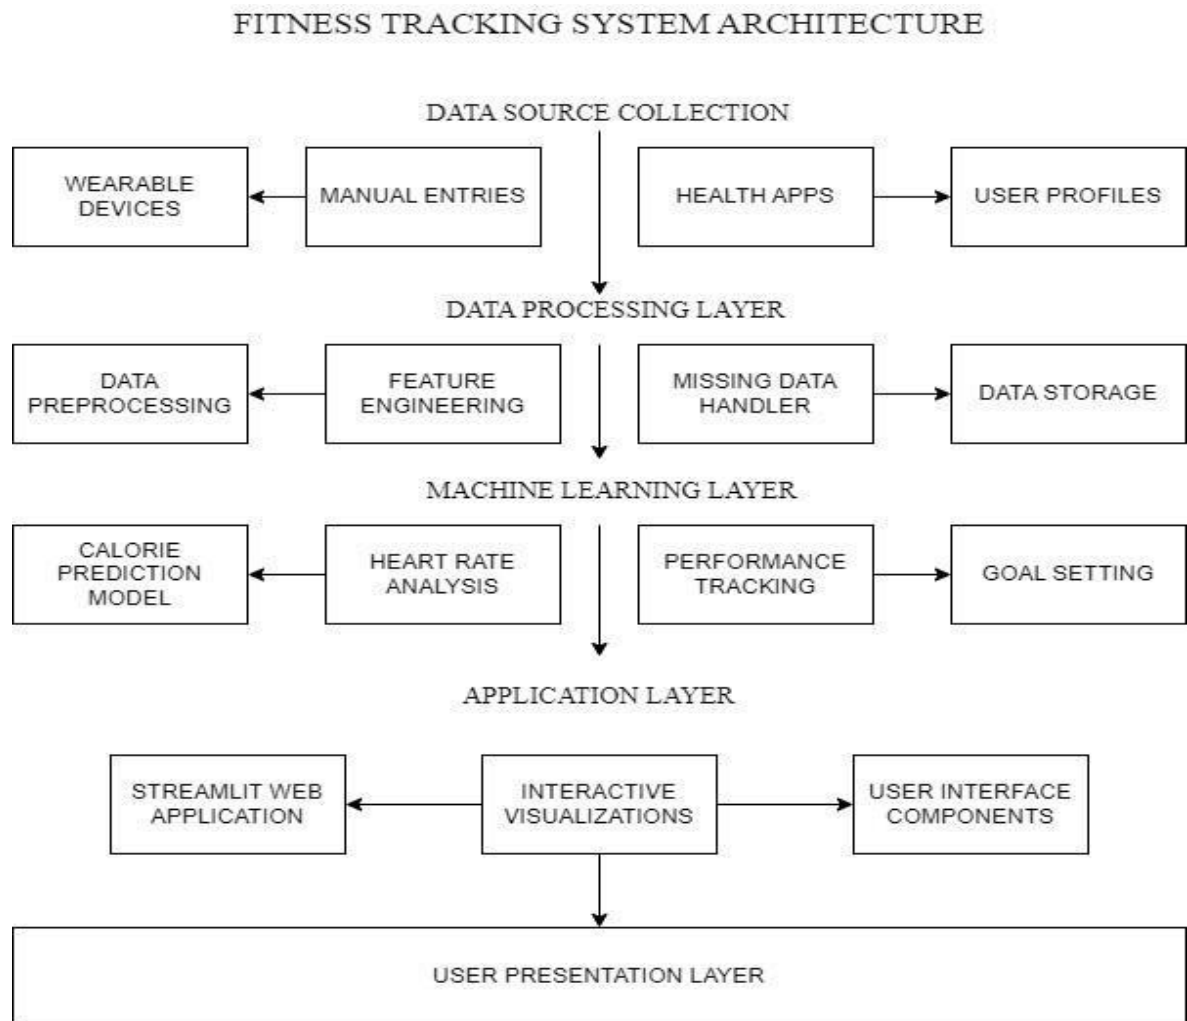 FITNESS TRACKING SYSTEM ARCHITECTURE
DATA SOURCE COLLECTION
WEARABLE
DEVICES
MANUAL ENTRIES
HEALTH APPS
USER PROFILES
DATA PROCESSING LAYER
DATA
PREPROCESSING
FEATURE
ENGINEERING
MISSING DATA
HANDLER
DATA STORAGE
MACHINE LEARNING LAYER
CALORIE
PREDICTION
MODEL
HEART RATE
ANALYSIS
PERFORMANCE
TRACKING
GOAL SETTING
APPLICATION LAYER
STREAMLIT WEB
APPLICATION
INTERACTIVE
VISUALIZATIONS
USER INTERFACE
COMPONENTS
USER PRESENTATION LAYER